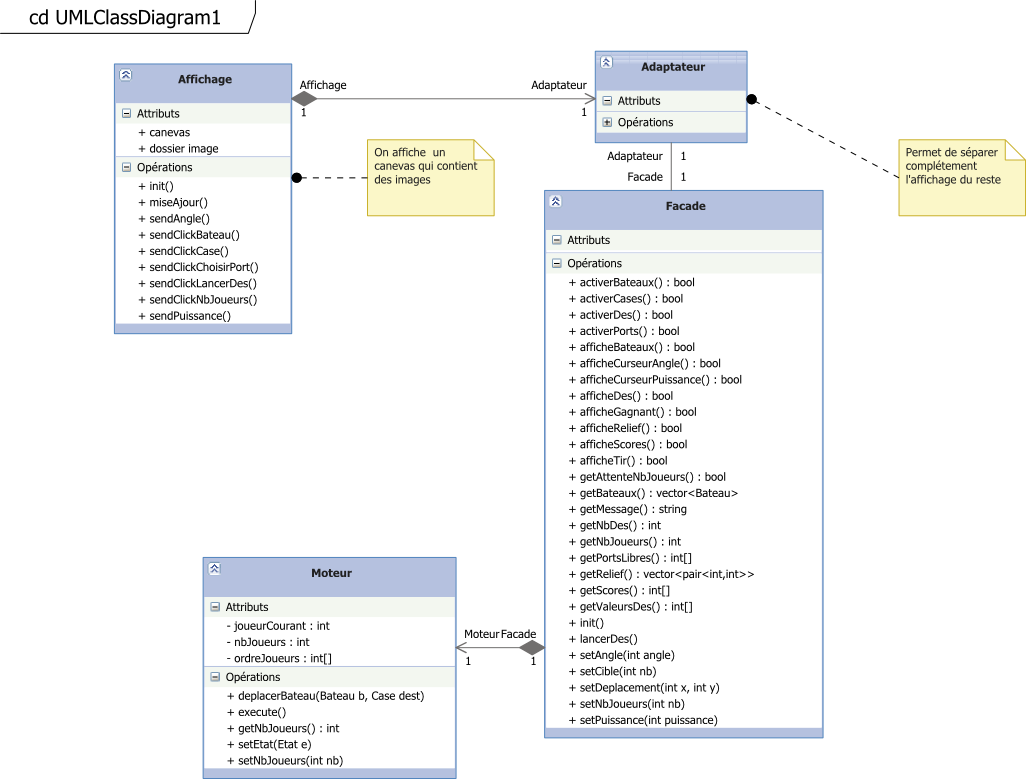 cd UMLClassDiagram1
Affichage
Attributs
+ canevas
+ dossier image
Opérations
+ init()
+ miseAjour()
+ sendAngle()
+ sendClickBateau()
+ sendClickCase()
+ sendClickChoisirPort()
+ sendClickLancerDes()
+ sendClickNbJoueurs()
+ sendPuissance()
Affichage
1
Adaptateur
1
On affiche un
canevas qui contient
des images
Adaptateur
Attributs
Opérations
Permet de séparer
complétement
l'affichage du reste
Adaptateur 1
Facade 1
Facade
Attributs
Opérations
+ activerBateaux() : bool
+ activerCases() : bool
+ activerDes() : bool
+ activerPorts() : bool
+ afficheBateaux() : bool
+ afficheCurseurAngle() : bool
+ afficheCurseurPuissance() : bool
+ afficheDes() : bool
+ afficheGagnant() : bool
+ afficheRelief() : bool
+ afficheScores() : bool
+ afficheTir() : bool
+ getAttenteNbJoueurs() : bool
+ getBateaux() : vector<Bateau>
+ getMessage() : string
+ getNbDes() : int
+ getNbJoueurs() : int
+ getPortsLibres() : int[]
+ getRelief() : vector<pair<int,int>>
+ getScores() : int[]
+ getValeursDes() : int[]
+ init()
+ lancerDes()
+ setAngle(int angle)
+ setCible(int nb)
+ setDeplacement(int x, int y)
+ setNbJoueurs(int nb)
+ setPuissance(int puissance)
Moteur Facade
1 1
Moteur
Attributs
- joueurCourant : int
- nbJoueurs : int
- ordreJoueurs : int[]
Opérations
+ deplacerBateau(Bateau b, Case dest)
+ execute()
+ getNbJoueurs() : int
+ setEtat(Etat e)
+ setNbJoueurs(int nb)